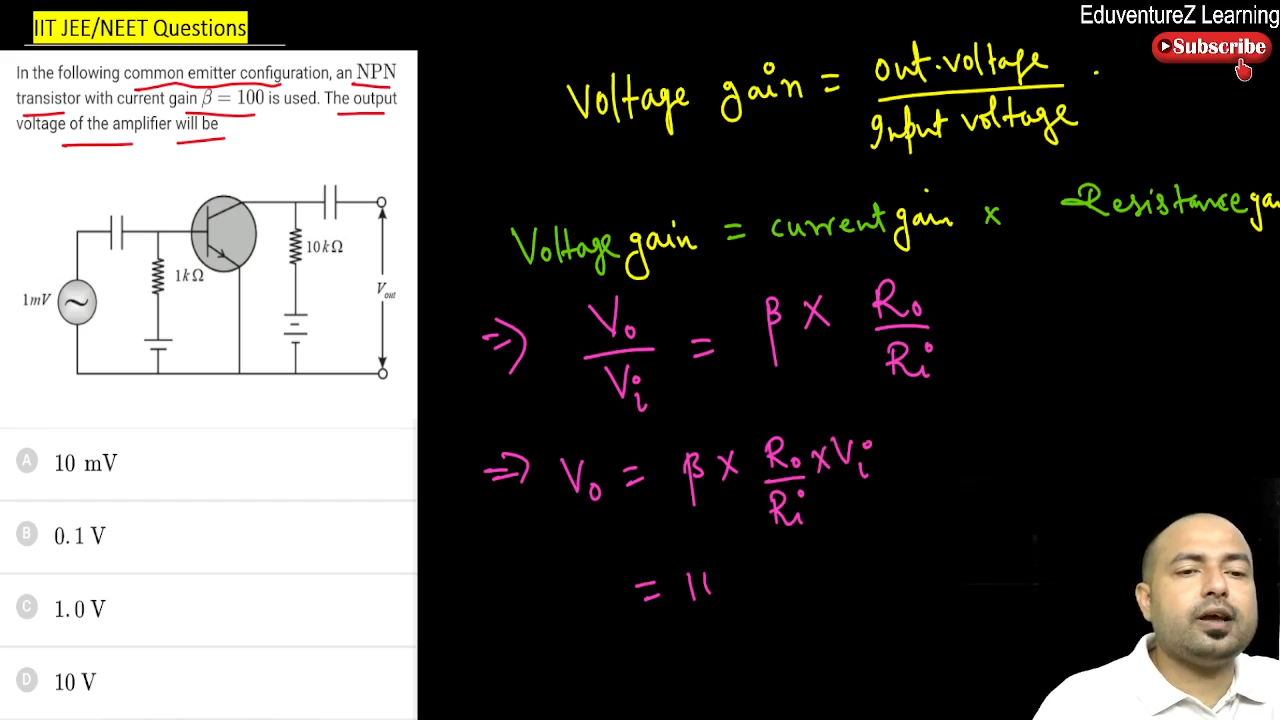 IIT JEE/NEET Questions
EduventureZ Learning
Subscribe
In the following common emitter configuration, an NPN
transistor with current gain β = 100 is used. The output
voltage of the amplifier will be
1mV
1kΩ
10kΩ
V_out
A 10 mV
B 0.1 V
C 1.0 V
D 10 V
Voltage gain = out.voltage / Input voltage
Voltage gain = current gain × Resistance ga
⇒ V₀/Vᵢ = β × R₀/Rᵢ
⇒ V₀ = β × R₀/Rᵢ × Vᵢ
=